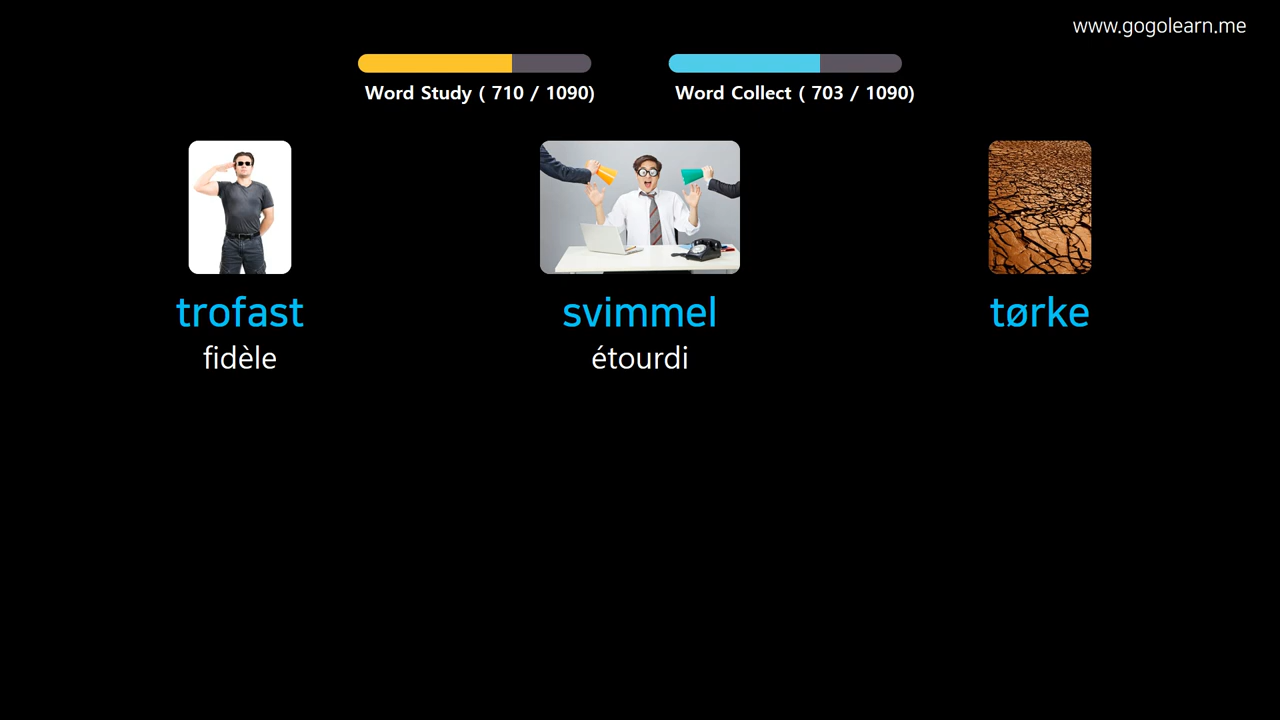 www.gogolearn.me
Word Study ( 710 / 1090)
Word Collect ( 703 / 1090)
trofast
svimmel
tørke
fidèle
étourdi